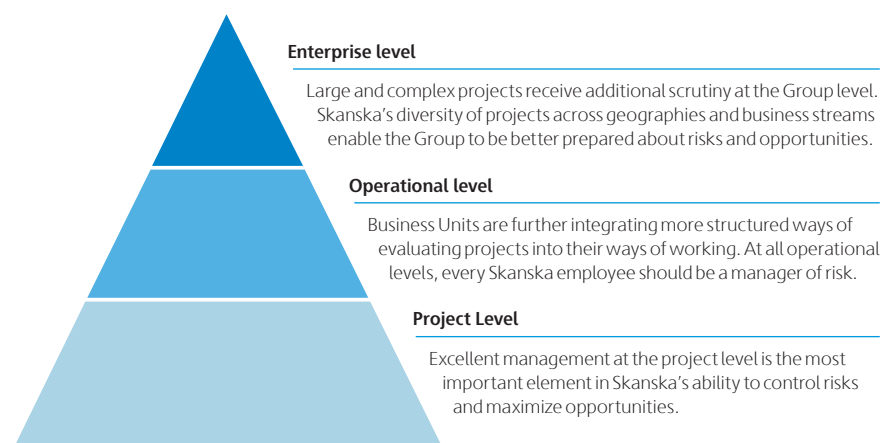 Enterprise level
Large and complex projects receive additional scrutiny at the Group level.
Skanska's diversity of projects across geographies and business streams
enable the Group to be better prepared about risks and opportunities.
Operational level
Business Units are further integrating more structured ways of
evaluating projects into their ways of working. At all operational
levels, every Skanska employee should be a manager of risk.
Project Level
Excellent management at the project level is the most
important element in Skanska's ability to control risks
and maximize opportunities.